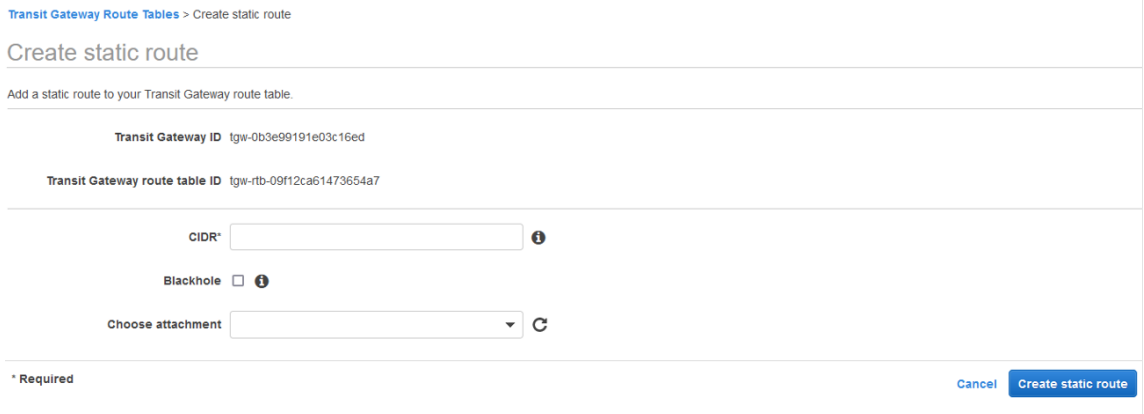 Transit Gateway Route Tables > Create static route
Create static route
Add a static route to your Transit Gateway route table.
Transit Gateway ID tgw-0b3e99191e03c16ed
Transit Gateway route table ID tgw-rtb-09f12ca61473654a7
CIDR*
Blackhole
Choose attachment
* Required
Cancel Create static route